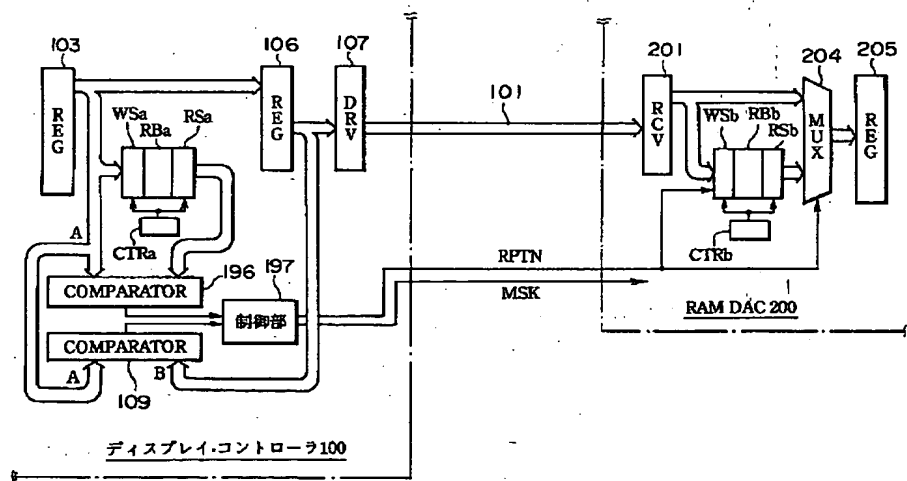 103
REG
WSa
RBa
RSa
CTRa
106
REG
107
DRV
101
201
RCV
WSb
RBb
RSb
CTRb
204
MUX
205
REG
A
COMPARATOR
196
197
制御部
COMPARATOR
109
A
B
RPTN
MSK
RAM DAC 200
ディスプレイ・コントローラ100